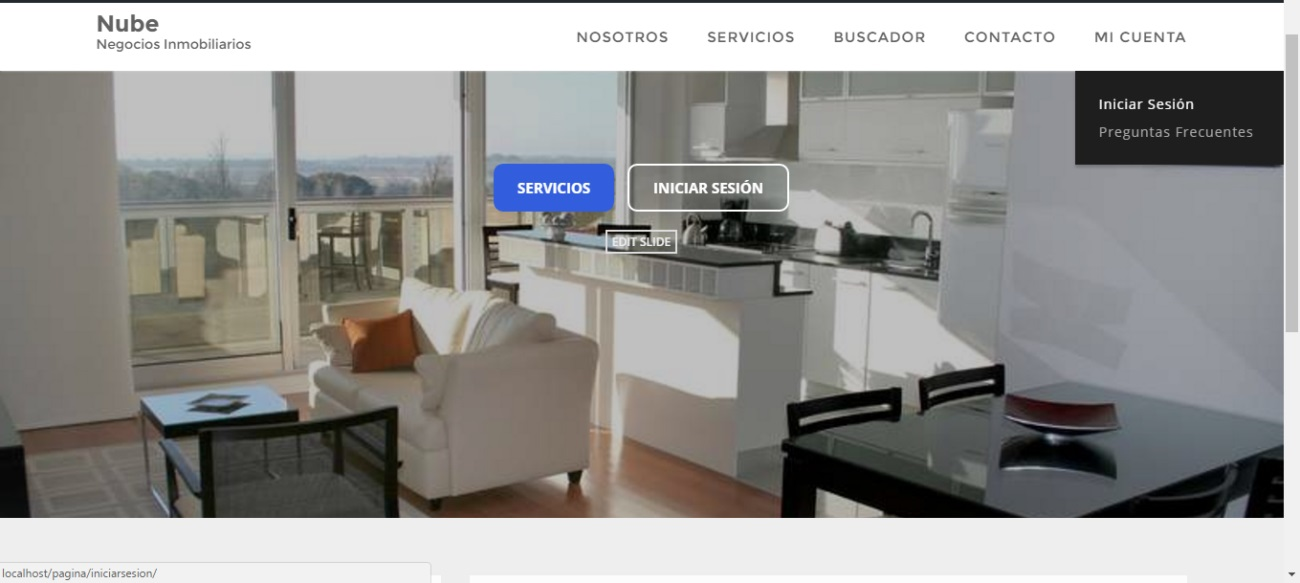 Nube
Negocios Inmobiliarios
NOSOTROS SERVICIOS BUSCADOR CONTACTO MI CUENTA
Iniciar Sesión
Preguntas Frecuentes
SERVICIOS INICIAR SESIÓN
EDIT SLIDE
localhost/pagina/iniciarsesion/